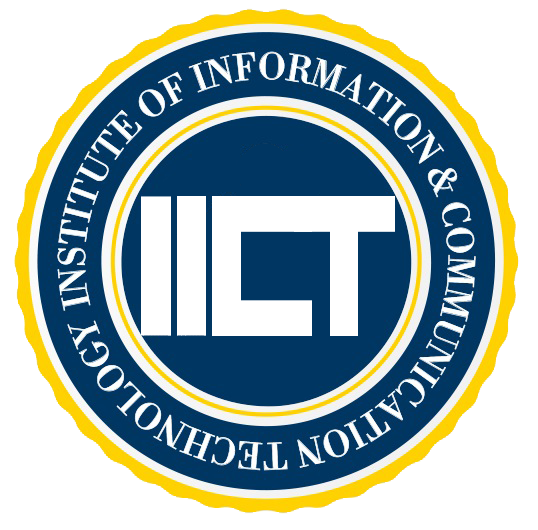 INSTITUTE OF INFORMATION & COMMUNICATION TECHNOLOGY
IICT